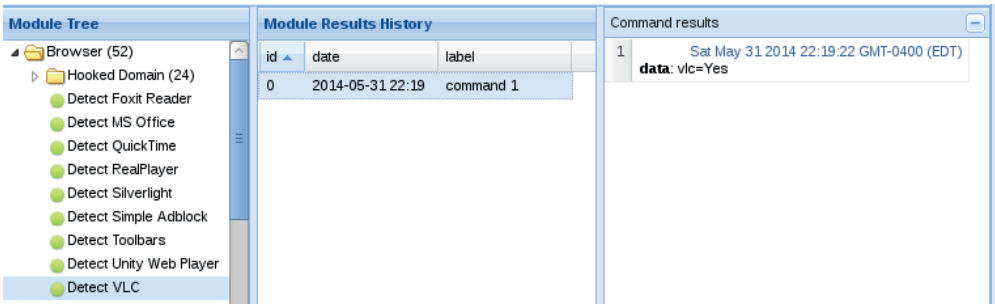 Module Tree
Browser (52)
Hooked Domain (24)
Detect Foxit Reader
Detect MS Office
Detect QuickTime
Detect RealPlayer
Detect Silverlight
Detect Simple Adblock
Detect Toolbars
Detect Unity Web Player
Detect VLC
Module Results History
id date label
0 2014-05-31 22:19 command 1
Command results
1 Sat May 31 2014 22:19:22 GMT-0400 (EDT)
data: vlc=Yes